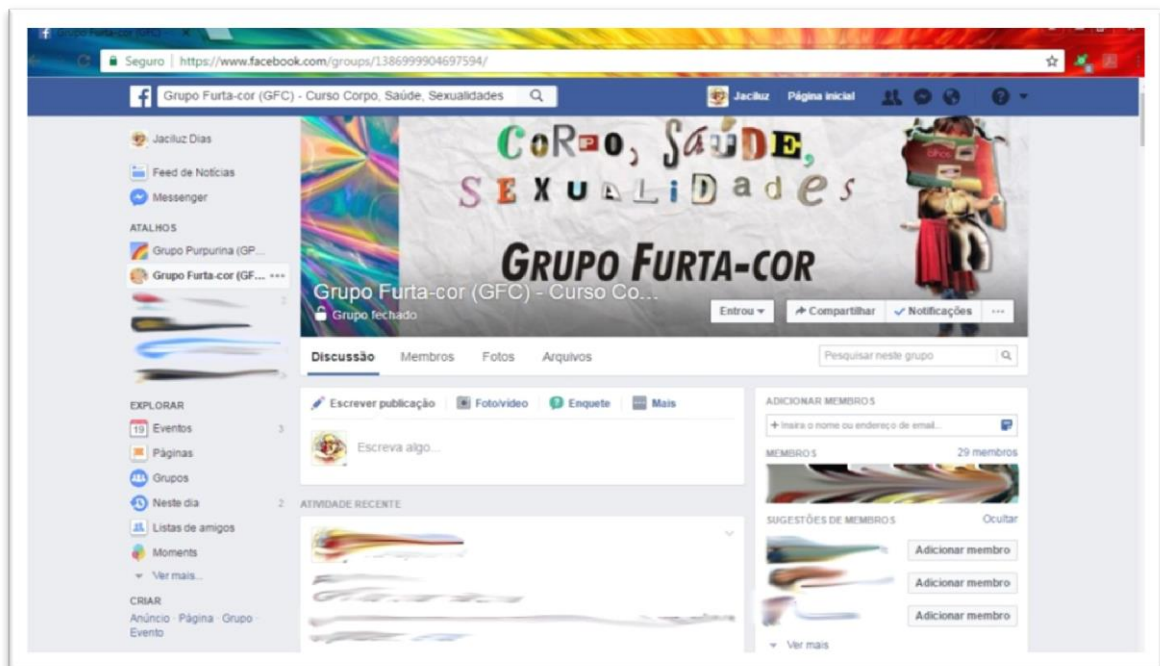 Grupo Furta-cor (GFC)
Seguro | https://www.facebook.com/groups/1386999904697594/
Grupo Furta-cor (GFC) - Curso Corpo, Saúde, Sexualidades
Jaciluz Página inicial
Jaciluz Dias
Feed de Notícias
Messenger
ATALHOS
Grupo Purpurina (GP...
Grupo Furta-cor (GF...
2
EXPLORAR
19 Eventos 3
Páginas
Grupos
Neste dia 2
Listas de amigos
Moments
Ver mais...
CRIAR
Anúncio · Página · Grupo ·
Evento
CORPO, SAÚDE,
SEXUALiDades
GRUPO FURTA-COR
olhos
Grupo Furta-cor (GFC) - Curso Co...
Grupo fechado
Entrou Compartilhar Notificações ...
Discussão Membros Fotos Arquivos
Pesquisar neste grupo
Escrever publicação Foto/vídeo Enquete Mais
Escreva algo...
ATIVIDADE RECENTE
ADICIONAR MEMBROS
+ Insira o nome ou endereço de email...
MEMBROS 29 membros
SUGESTÕES DE MEMBROS Ocultar
Adicionar membro
Adicionar membro
Adicionar membro
Ver mais